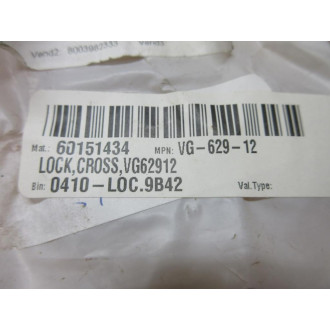 Mat.: 60151434 MPN: VG-629-12
LOCK,CROSS,VG62912
Bin: 0410-LOC.9B42 Val.Type: